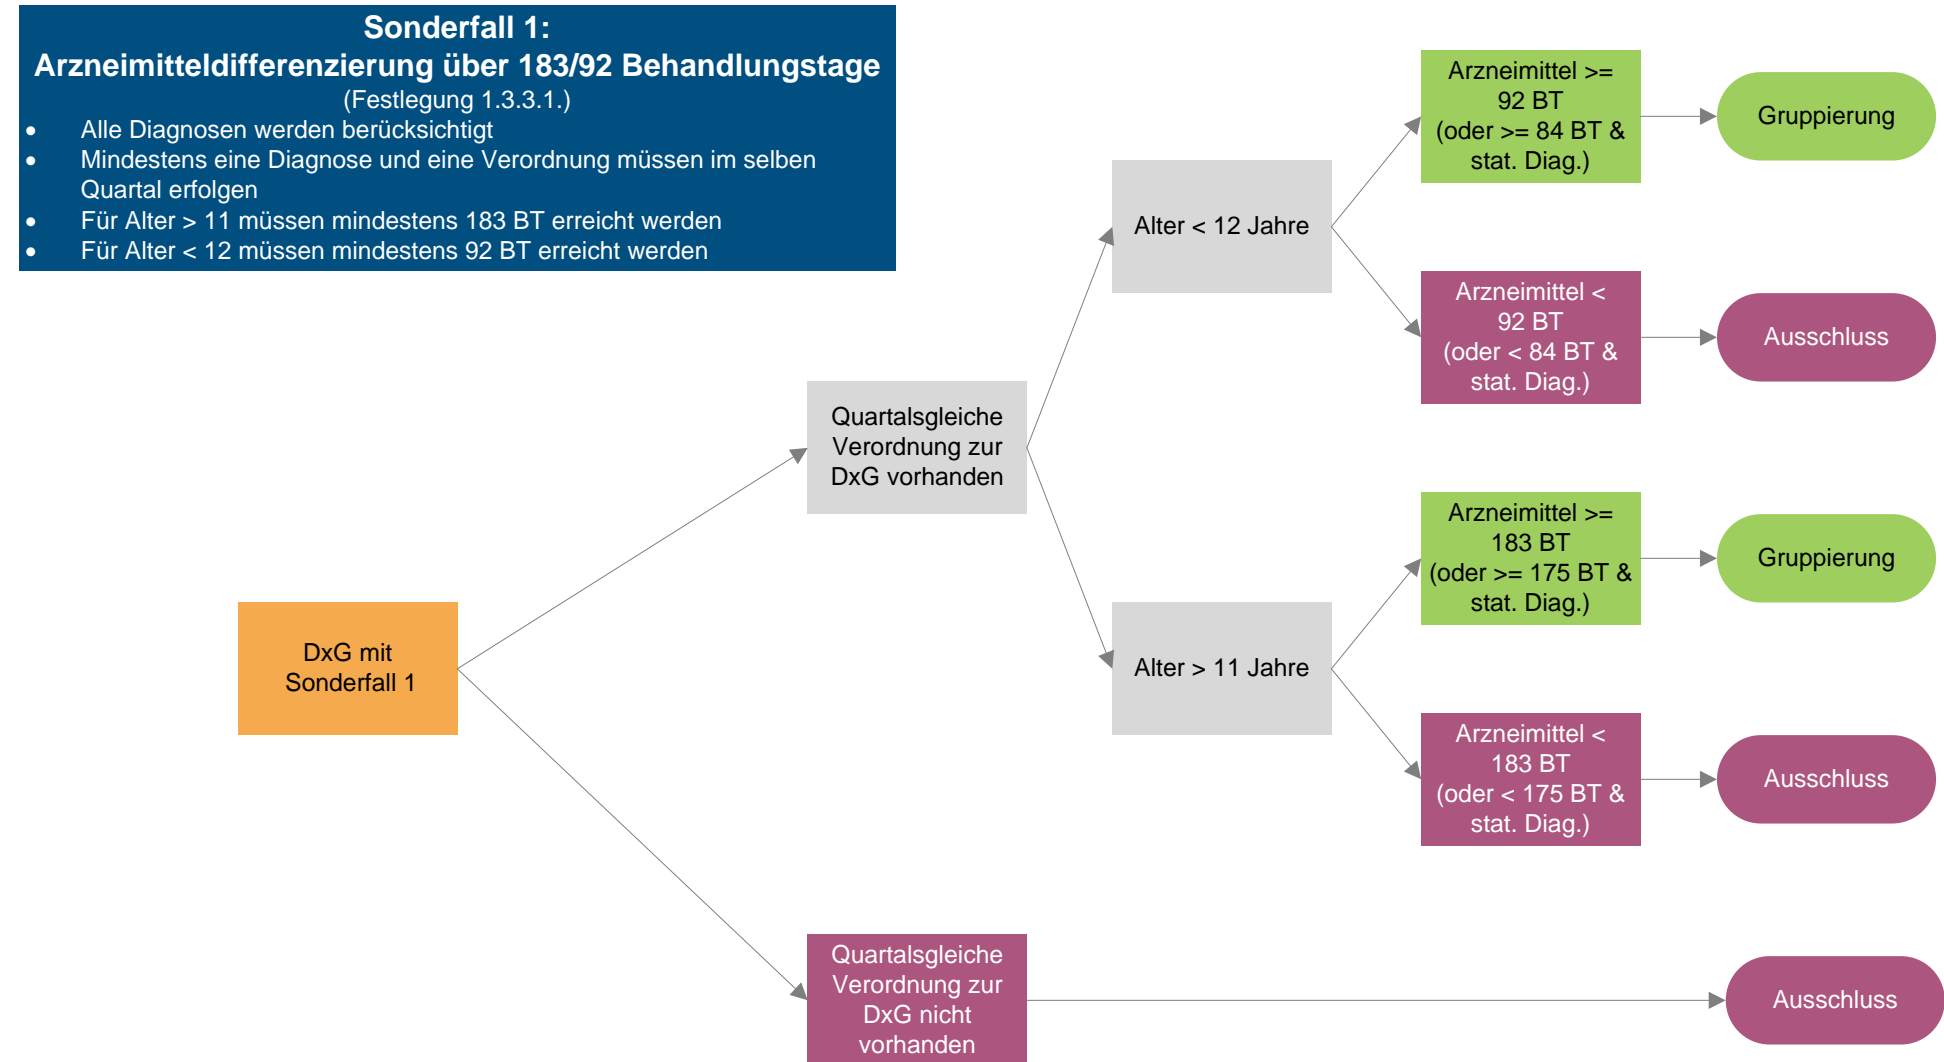 Sonderfall 1:
Arzneimitteldifferenzierung über 183/92 Behandlungstage
(Festlegung 1.3.3.1.)
• Alle Diagnosen werden berücksichtigt
• Mindestens eine Diagnose und eine Verordnung müssen im selben
Quartal erfolgen
• Für Alter > 11 müssen mindestens 183 BT erreicht werden
• Für Alter < 12 müssen mindestens 92 BT erreicht werden
DxG mit
Sonderfall 1
Quartalsgleiche
Verordnung zur
DxG vorhanden
Alter < 12 Jahre
Arzneimittel >=
92 BT
(oder >= 84 BT &
stat. Diag.)
Gruppierung
Arzneimittel <
92 BT
(oder < 84 BT &
stat. Diag.)
Ausschluss
Alter > 11 Jahre
Arzneimittel >=
183 BT
(oder >= 175 BT &
stat. Diag.)
Gruppierung
Arzneimittel <
183 BT
(oder < 175 BT &
stat. Diag.)
Ausschluss
Quartalsgleiche
Verordnung zur
DxG nicht
vorhanden
Ausschluss